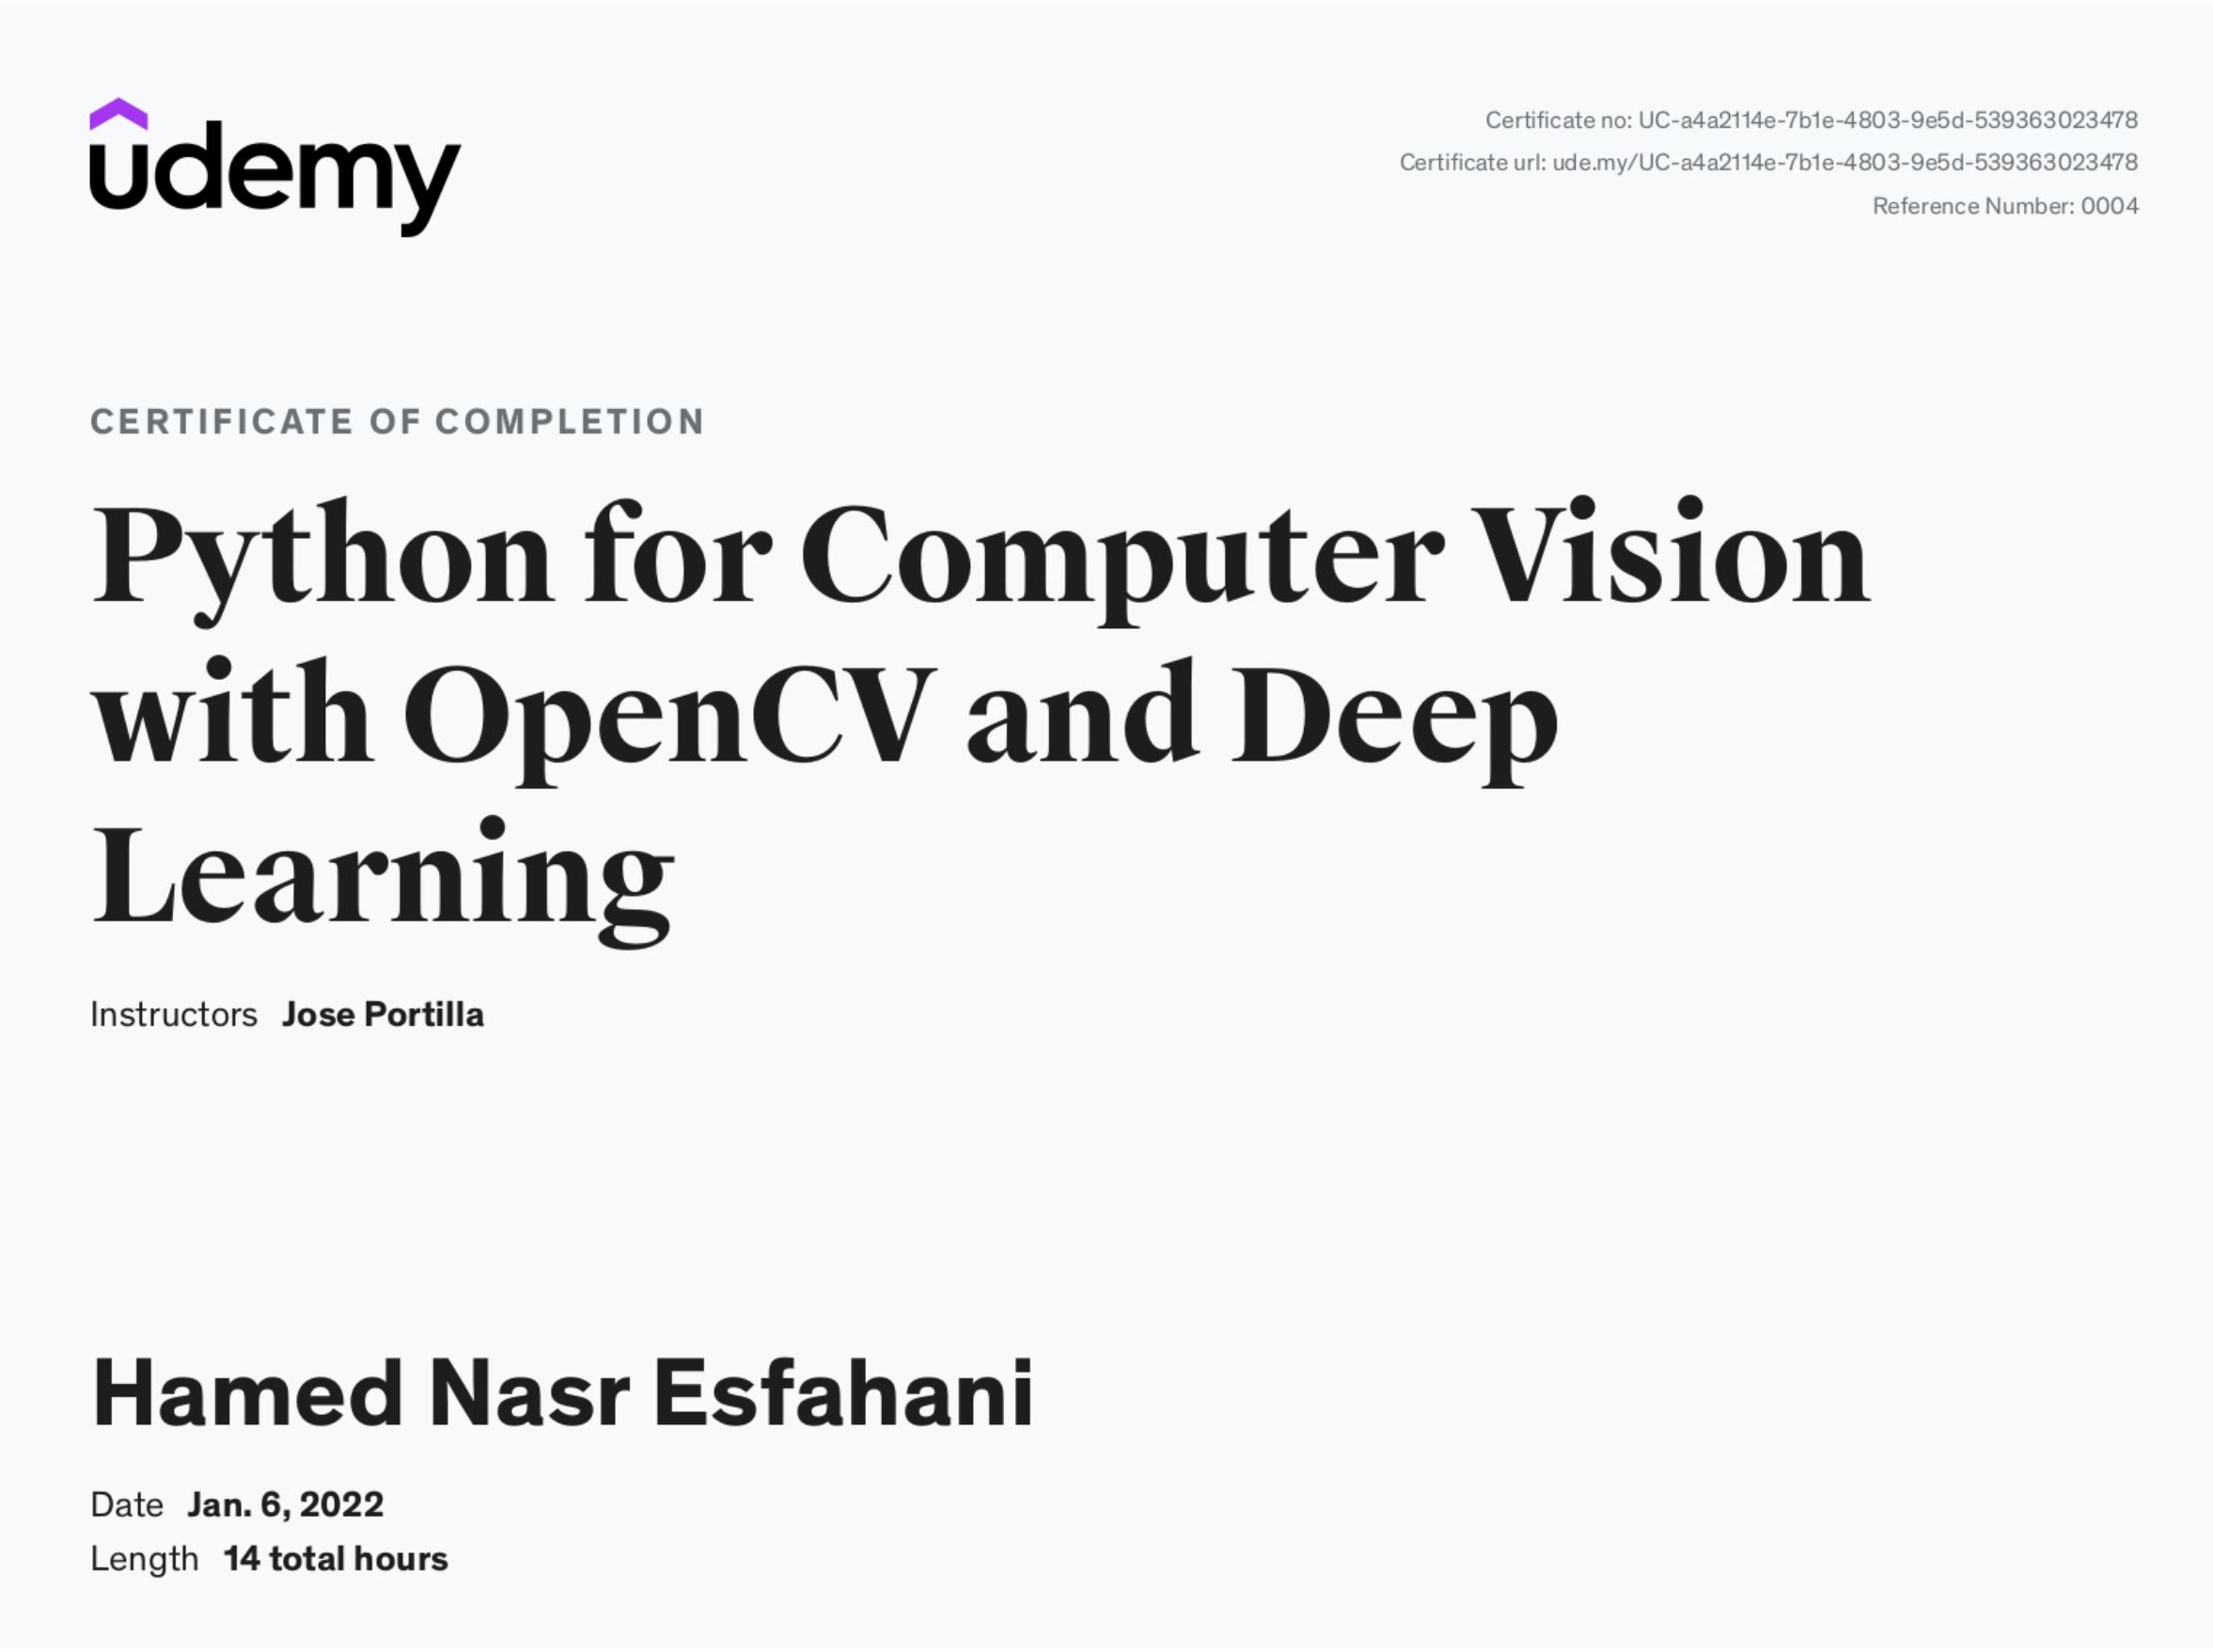 udemy
Certificate no: UC-a4a2114e-7b1e-4803-9e5d-539363023478
Certificate url: ude.my/UC-a4a2114e-7b1e-4803-9e5d-539363023478
Reference Number: 0004
CERTIFICATE OF COMPLETION
Python for Computer Vision
with OpenCV and Deep
Learning
Instructors Jose Portilla
Hamed Nasr Esfahani
Date Jan. 6, 2022
Length 14 total hours